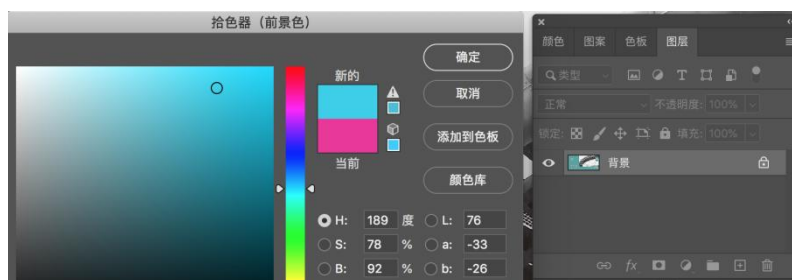 拾色器（前景色）
新的
当前
确定
取消
添加到色板
颜色库
H: 189 度
S: 78 %
B: 92 %
L: 76
a: -33
b: -26
颜色 图案 色板 图层
类型
正常 不透明度: 100%
锁定: 填充: 100%
背景
fx